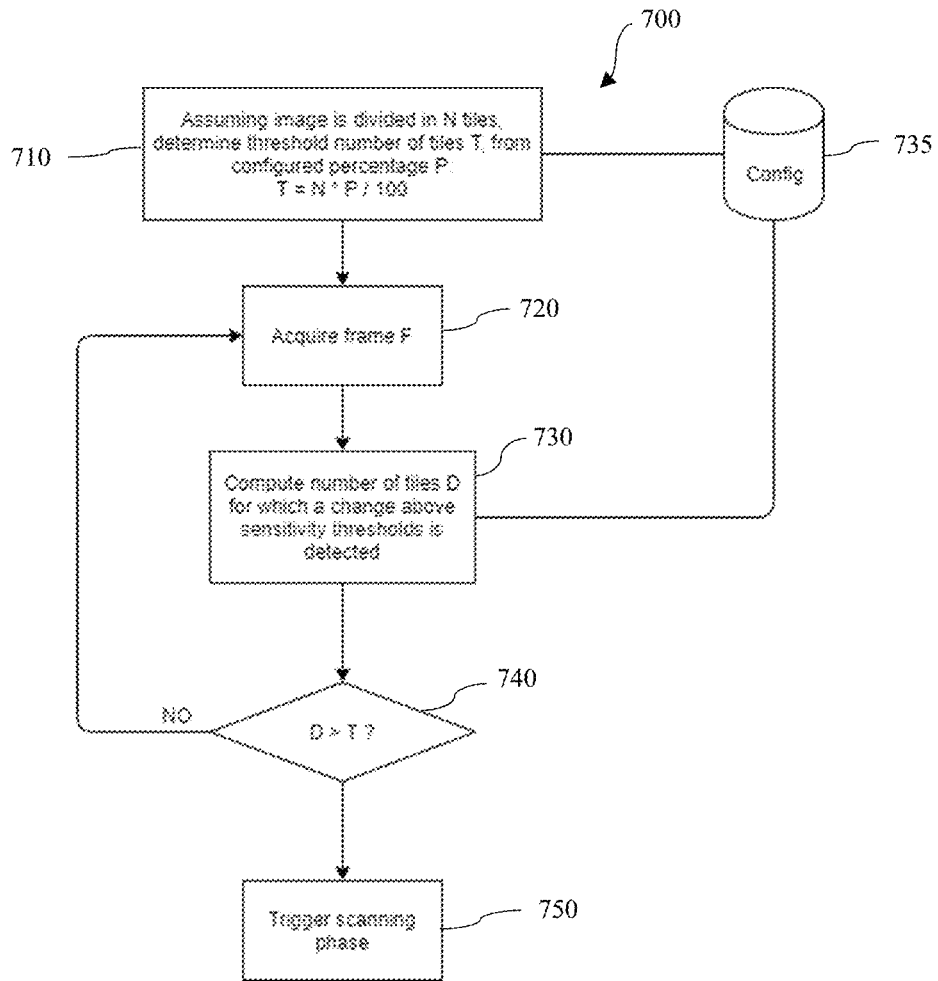 700
Assuming image is divided in N tiles,
determine threshold number of tiles T, from
configured percentage P:
T = N * P / 100
710
Config
735
Acquire frame F
720
730
Compute number of tiles D
for which a change above
sensitivity thresholds is
detected
740
NO
D > T ?
Trigger scanning
phase
750